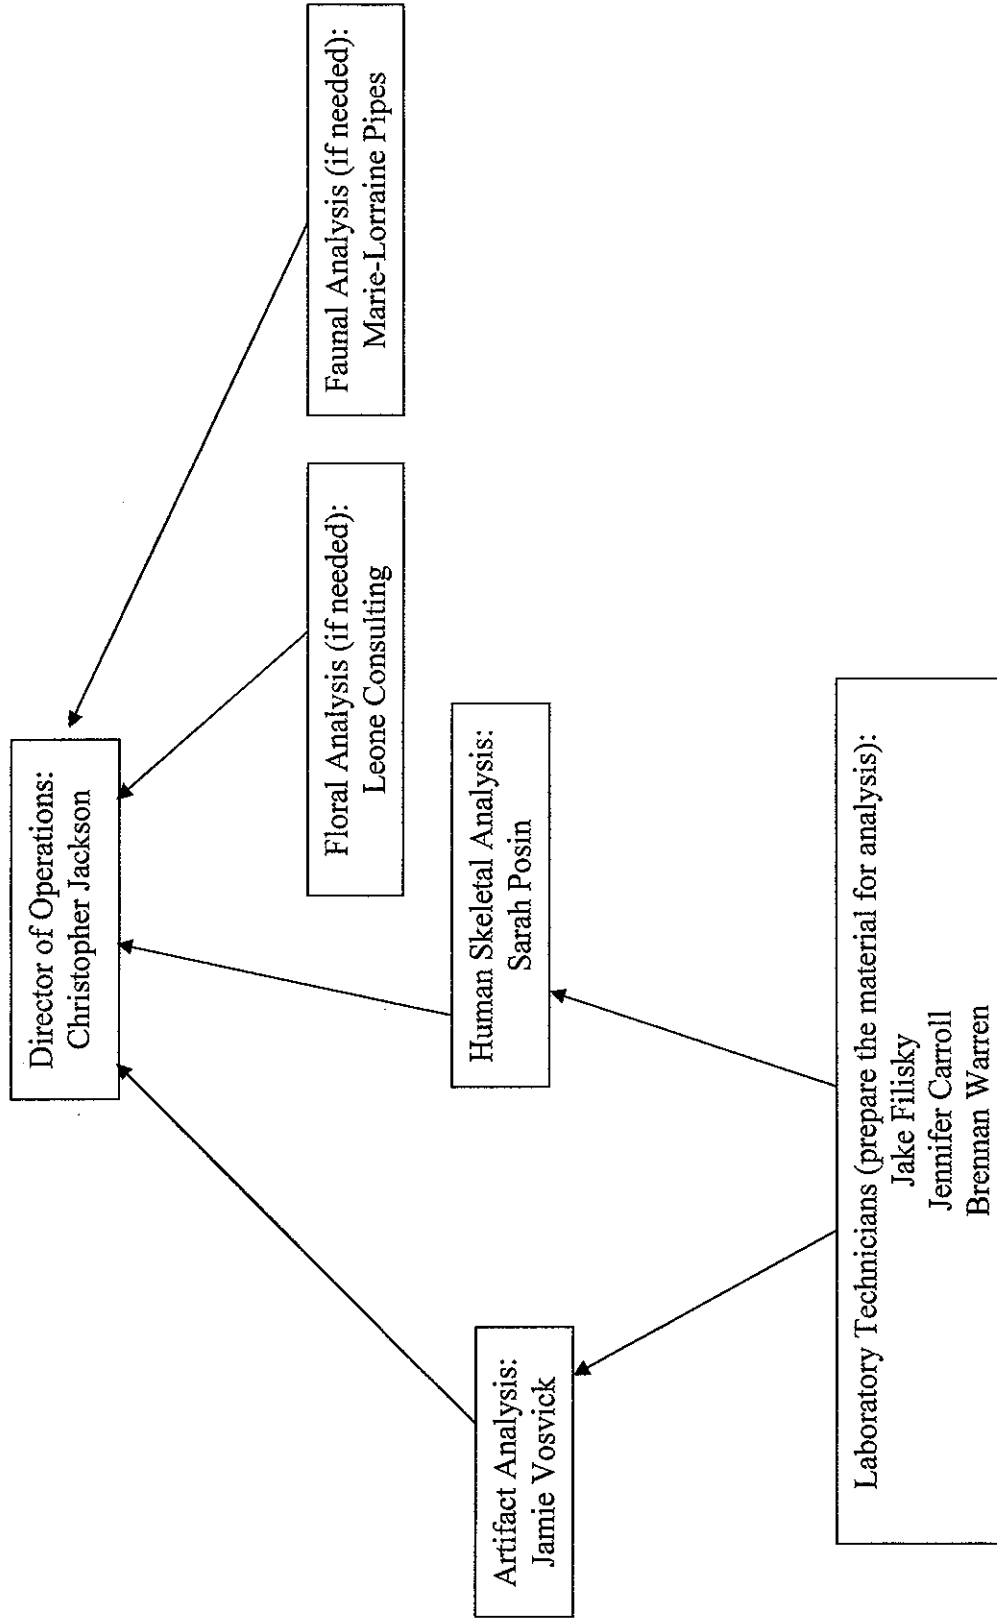 Director of Operations:
Christopher Jackson
Faunal Analysis (if needed):
Marie-Lorraine Pipes
Floral Analysis (if needed):
Leone Consulting
Human Skeletal Analysis:
Sarah Posin
Artifact Analysis:
Jamie Vosvick
Laboratory Technicians (prepare the material for analysis):
Jake Filisky
Jennifer Carroll
Brennan Warren